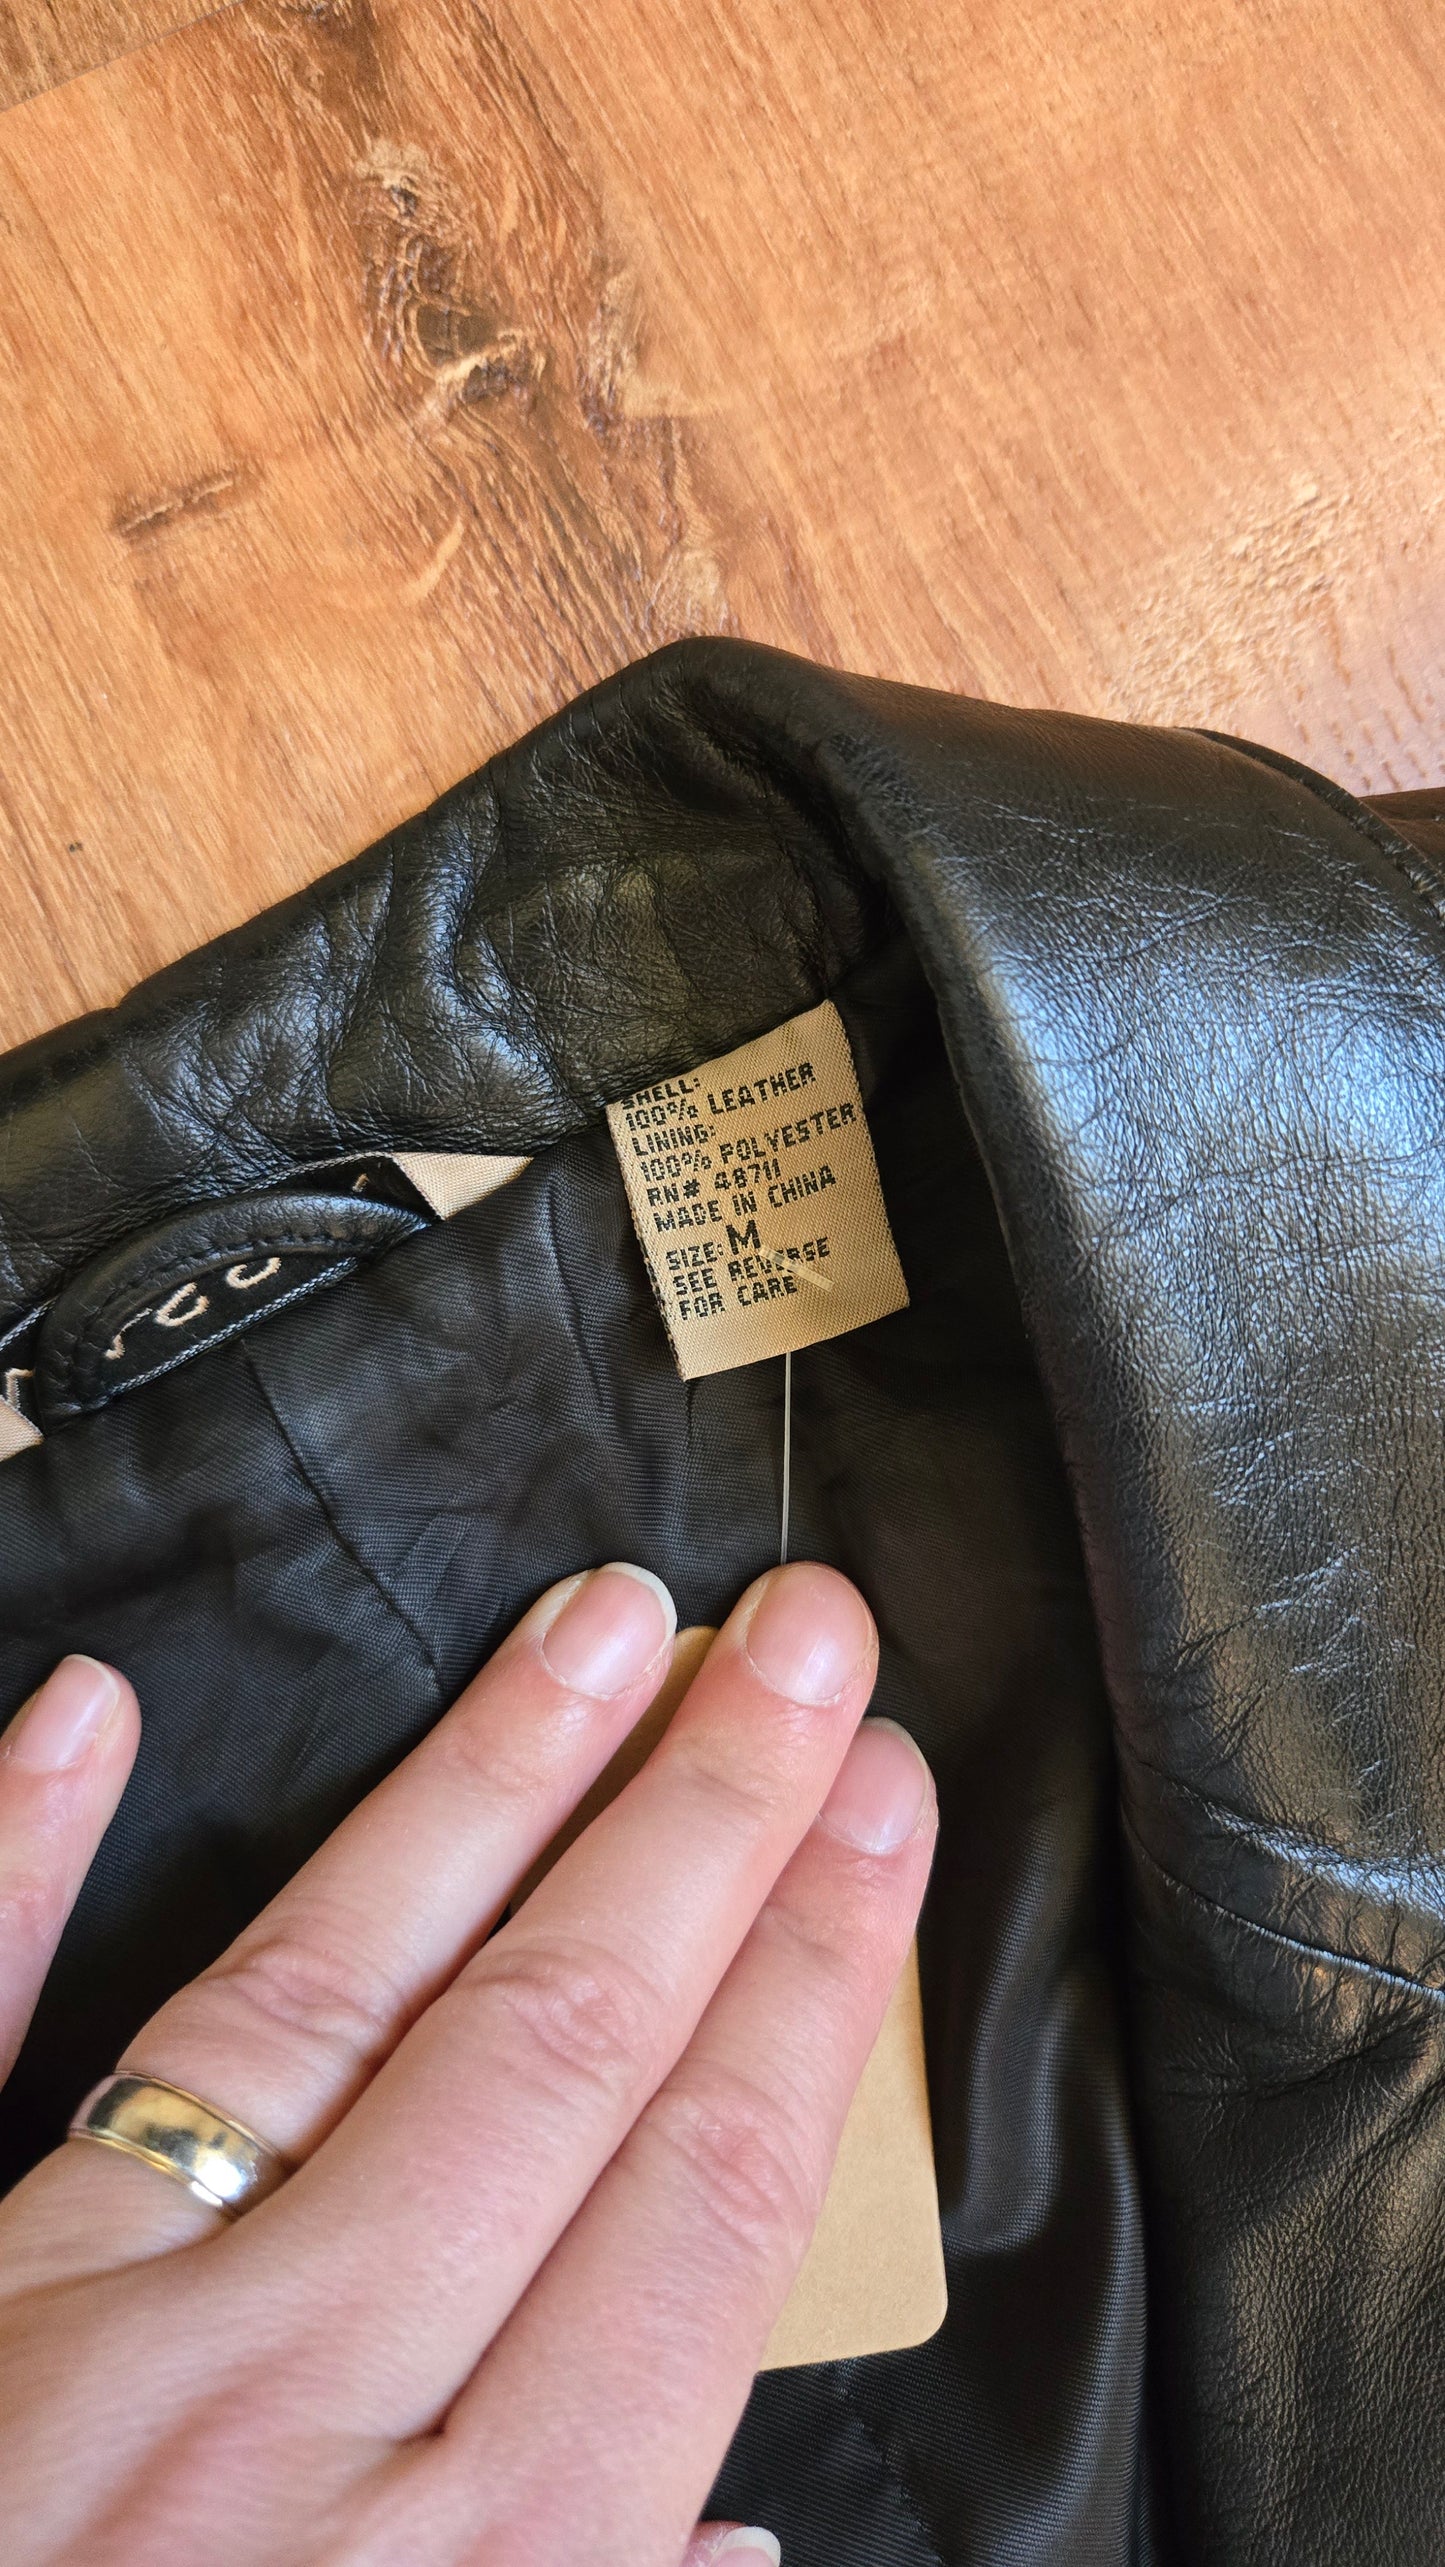 SHELL:
100% LEATHER
LINING:
100% POLYESTER
RN# 48711
MADE IN CHINA
SIZE: M
SEE REVERSE
FOR CARE